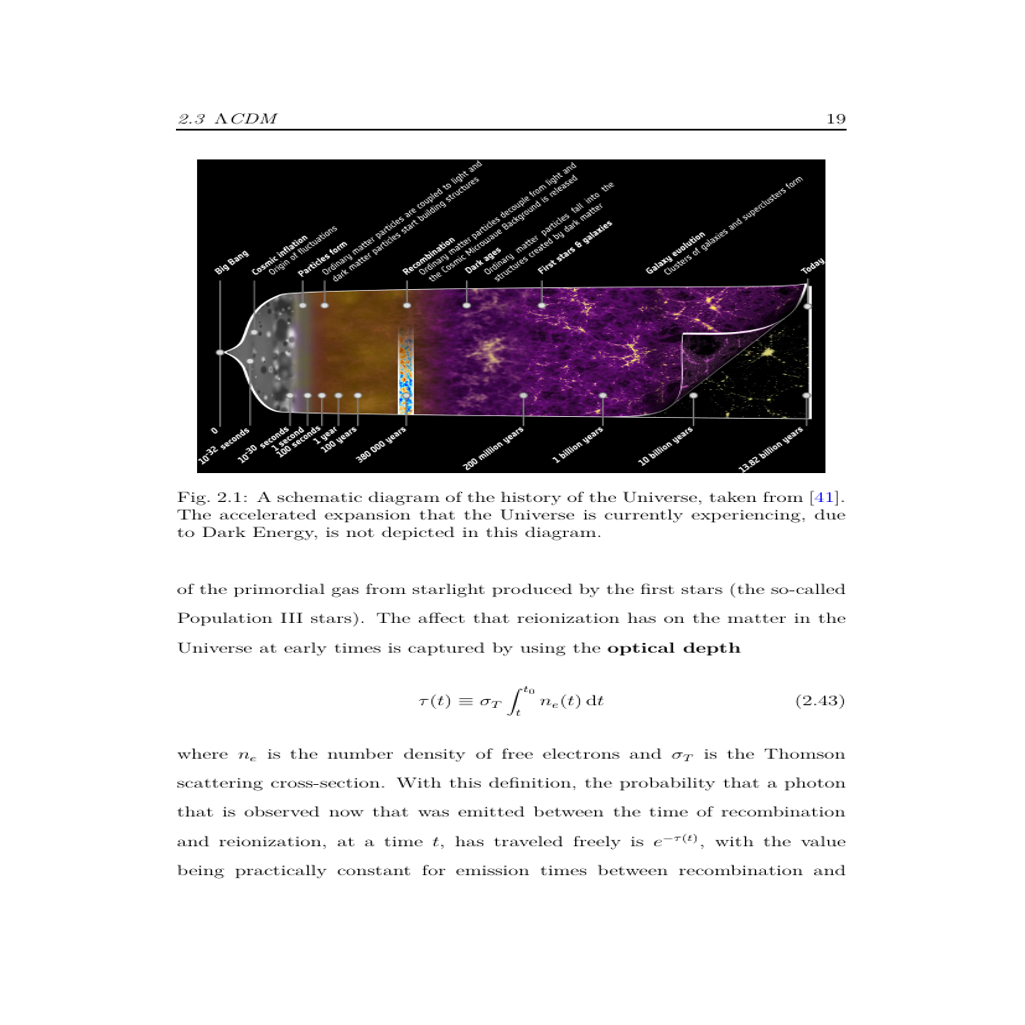 2.3 ΛCDM 19
Big Bang
Cosmic Inflation
Origin of fluctuations
Particles form
Ordinary matter particles are coupled to light and
dark matter particles start building structures
Recombination
Ordinary matter particles decouple from light and
the Cosmic Microwave Background is released
Dark ages
Ordinary matter particles fall into the
structures created by dark matter
First stars & galaxies
Galaxy evolution
Clusters of galaxies and superclusters form
Today
0
10⁻³² seconds
10⁻³⁰ seconds
1 second
100 seconds
1 year
100 years
380 000 years
200 million years
1 billion years
10 billion years
13.82 billion years
Fig. 2.1: A schematic diagram of the history of the Universe, taken from [41].
The accelerated expansion that the Universe is currently experiencing, due
to Dark Energy, is not depicted in this diagram.
of the primordial gas from starlight produced by the first stars (the so-called
Population III stars). The affect that reionization has on the matter in the
Universe at early times is captured by using the optical depth
τ(t) ≡ σ_T ∫_t^{t₀} nₑ(t) dt (2.43)
where nₑ is the number density of free electrons and σ_T is the Thomson
scattering cross-section. With this definition, the probability that a photon
that is observed now that was emitted between the time of recombination
and reionization, at a time t, has traveled freely is e^{−τ(t)}, with the value
being practically constant for emission times between recombination and